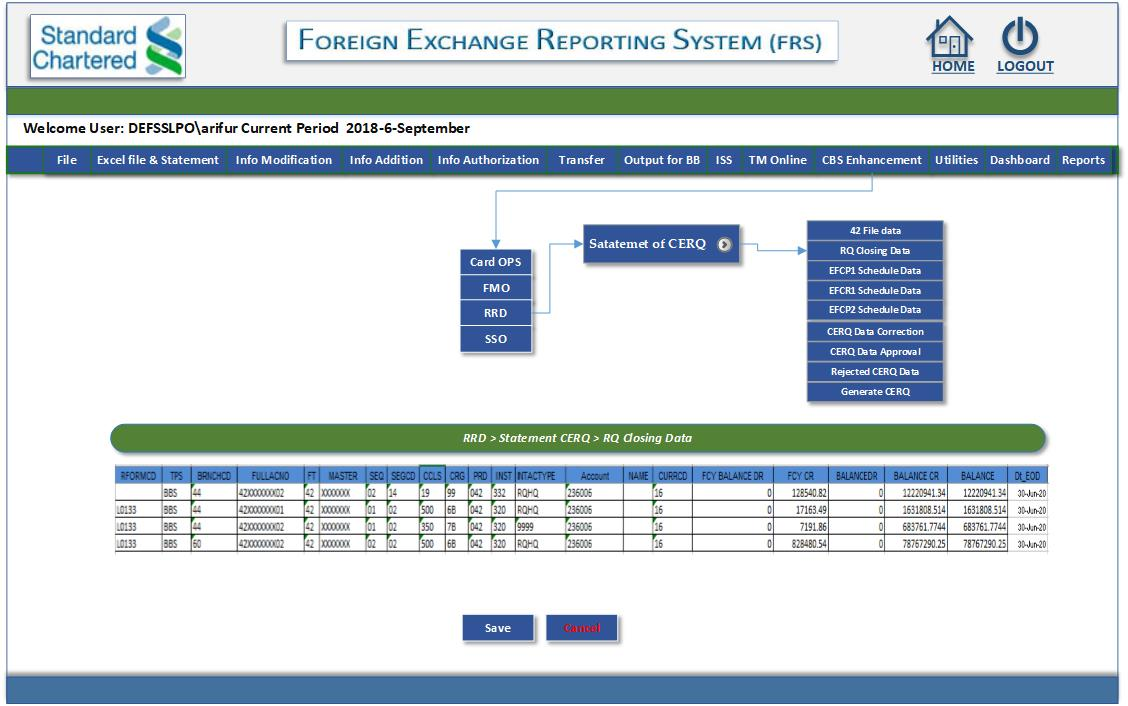 Standard
Chartered
FOREIGN EXCHANGE REPORTING SYSTEM (FRS)
HOME LOGOUT
Welcome User: DEFSSLPO\arifur Current Period 2018-6-September
File Excel file & Statement Info Modification Info Addition Info Authorization Transfer Output for BB ISS TM Online CBS Enhancement Utilities Dashboard Reports
Card OPS
FMO
RRD
SSO
Satatemet of CERQ
42 File data
RQ Closing Data
EFCP1 Schedule Data
EFCR1 Schedule Data
EFCP2 Schedule Data
CERQ Data Correction
CERQ Data Approval
Rejected CERQ Data
Generate CERQ
RRD > Statement CERQ > RQ Closing Data
RFORMCD TPS BRNCHCD FULLACNO FT MASTER SEQ SEGCD CCLS CRG PRD INST INTACTYPE Account NAME CURRCD FCY BALANCE DR FCY CR BALANCEDR BALANCE CR BALANCE Dt_EOD
BBS 44 42XXXXXXX02 42 XXXXXXX 02 14 19 99 042 332 RQHQ 236006 16 0 128540.82 0 12220941.34 12220941.34 30-Jun-20
L0133 BBS 44 42XXXXXXX01 42 XXXXXXX 01 02 500 6B 042 320 RQHQ 236006 16 0 17163.49 0 1631808.514 1631808.514 30-Jun-20
L0133 BBS 44 42XXXXXXX02 42 XXXXXXX 01 02 350 7B 042 320 9999 236006 16 0 7191.86 0 683761.7744 683761.7744 30-Jun-20
L0133 BBS 60 42XXXXXXX02 42 XXXXXXX 02 02 500 6B 042 320 RQHQ 236006 16 0 828480.54 0 78767290.25 78767290.25 30-Jun-20
Save Cancel